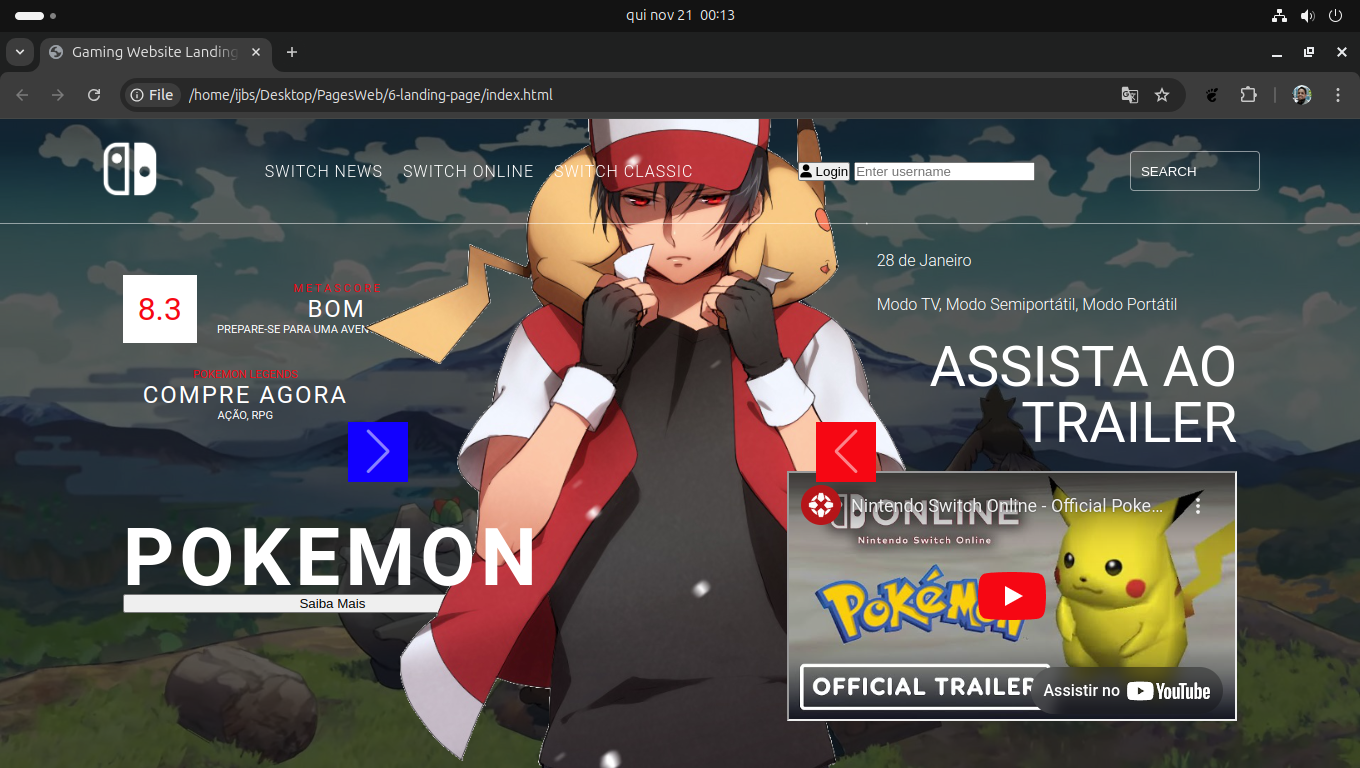 qui nov 21 00:13
Gaming Website Landing
File /home/ijbs/Desktop/PagesWeb/6-landing-page/index.html
SWITCH NEWS SWITCH ONLINE SWITCH CLASSIC
Login Enter username
SEARCH
8.3
METASCORE
BOM
PREPARE-SE PARA UMA
POKEMON LEGENDS
COMPRE AGORA
AÇÃO, RPG
POKEMON
Saiba Mais
28 de Janeiro
Modo TV, Modo Semiportátil, Modo Portátil
ASSISTA AO
TRAILER
Nintendo Switch Online - Official Poke...
ONLINE
Nintendo Switch Online
POKéMON
OFFICIAL TRAILER
Assistir no YouTube